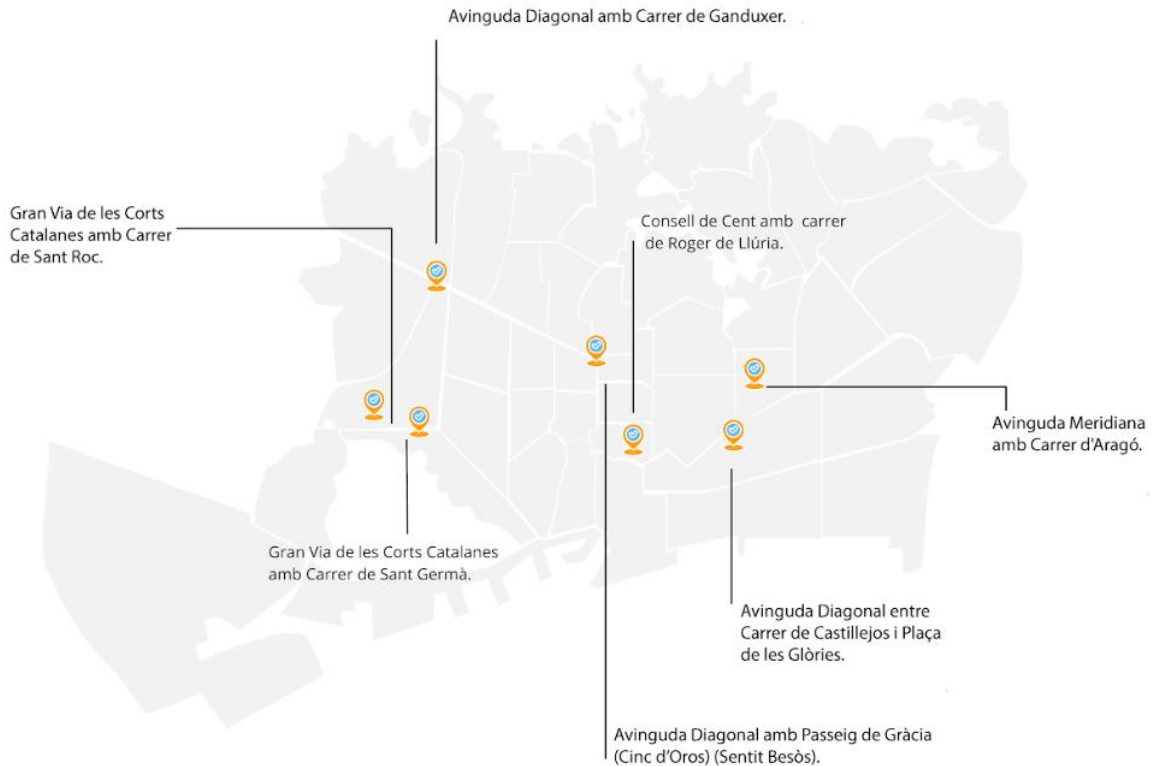 Avinguda Diagonal amb Carrer de Ganduxer.
Gran Via de les Corts
Catalanes amb Carrer
de Sant Roc.
Consell de Cent amb carrer
de Roger de Llúria.
Avinguda Meridiana
amb Carrer d'Aragó.
Gran Via de les Corts Catalanes
amb Carrer de Sant Germà.
Avinguda Diagonal entre
Carrer de Castillejos i Plaça
de les Glòries.
Avinguda Diagonal amb Passeig de Gràcia
(Cinc d'Oros) (Sentit Besòs).